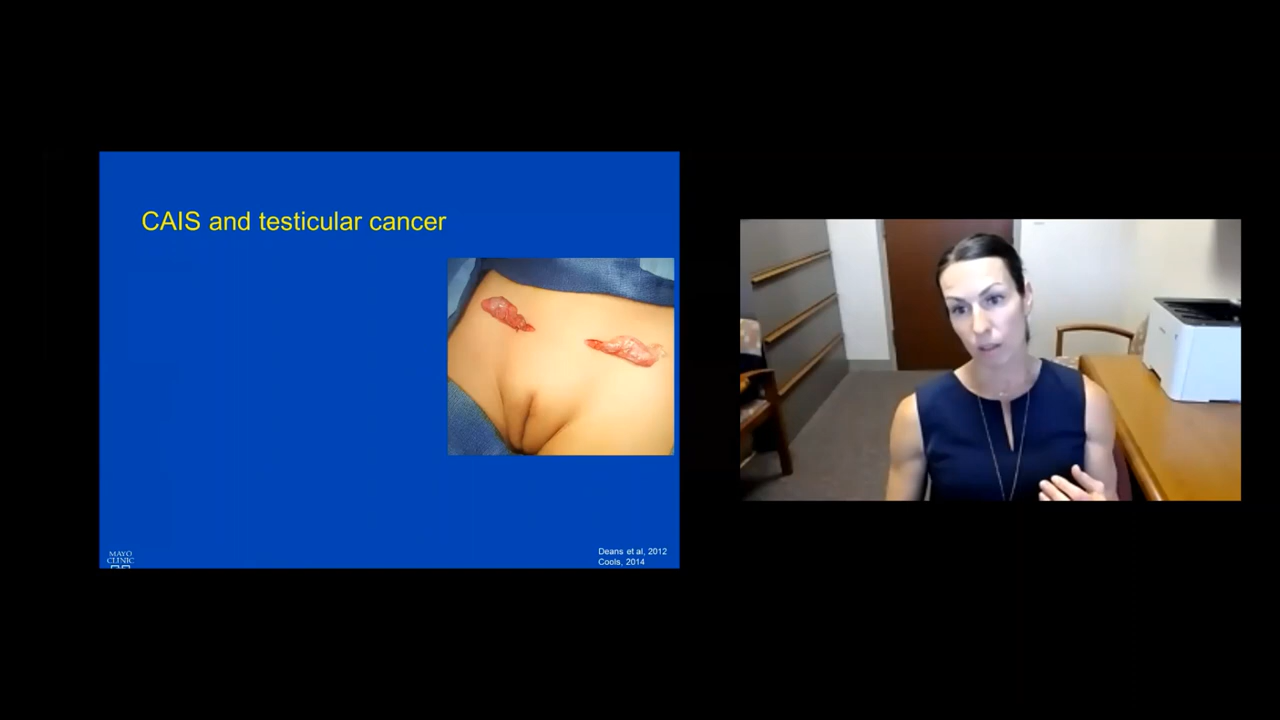 CAIS and testicular cancer
MAYO
CLINIC
Deans et al, 2012
Cools, 2014